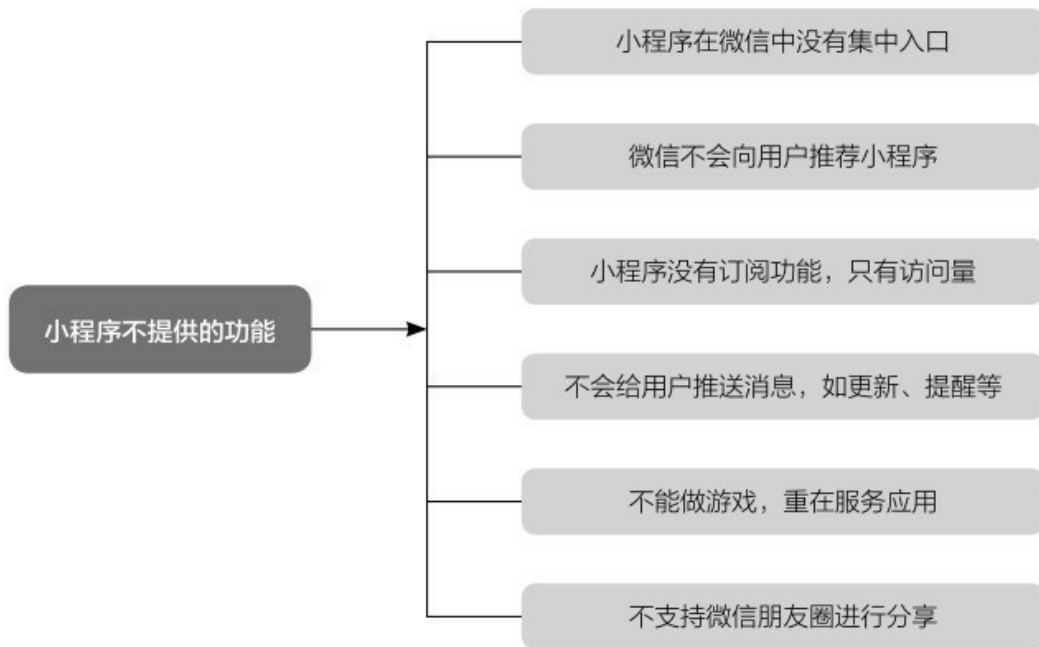 小程序在微信中没有集中入口
微信不会向用户推荐小程序
小程序没有订阅功能，只有访问量
小程序不提供的功能
不会给用户推送消息，如更新、提醒等
不能做游戏，重在服务应用
不支持微信朋友圈进行分享